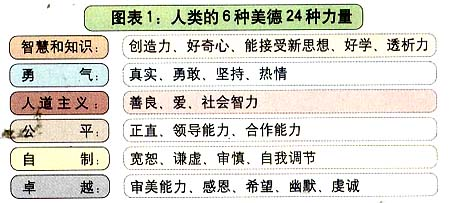 图表1：人类的6种美德24种力量
智慧和知识： 创造力、好奇心、能接受新思想、好学、透析力
勇气： 真实、勇敢、坚持、热情
人道主义： 善良、爱、社会智力
公平： 正直、领导能力、合作能力
自制： 宽恕、谦虚、审慎、自我调节
卓越： 审美能力、感恩、希望、幽默、虔诚